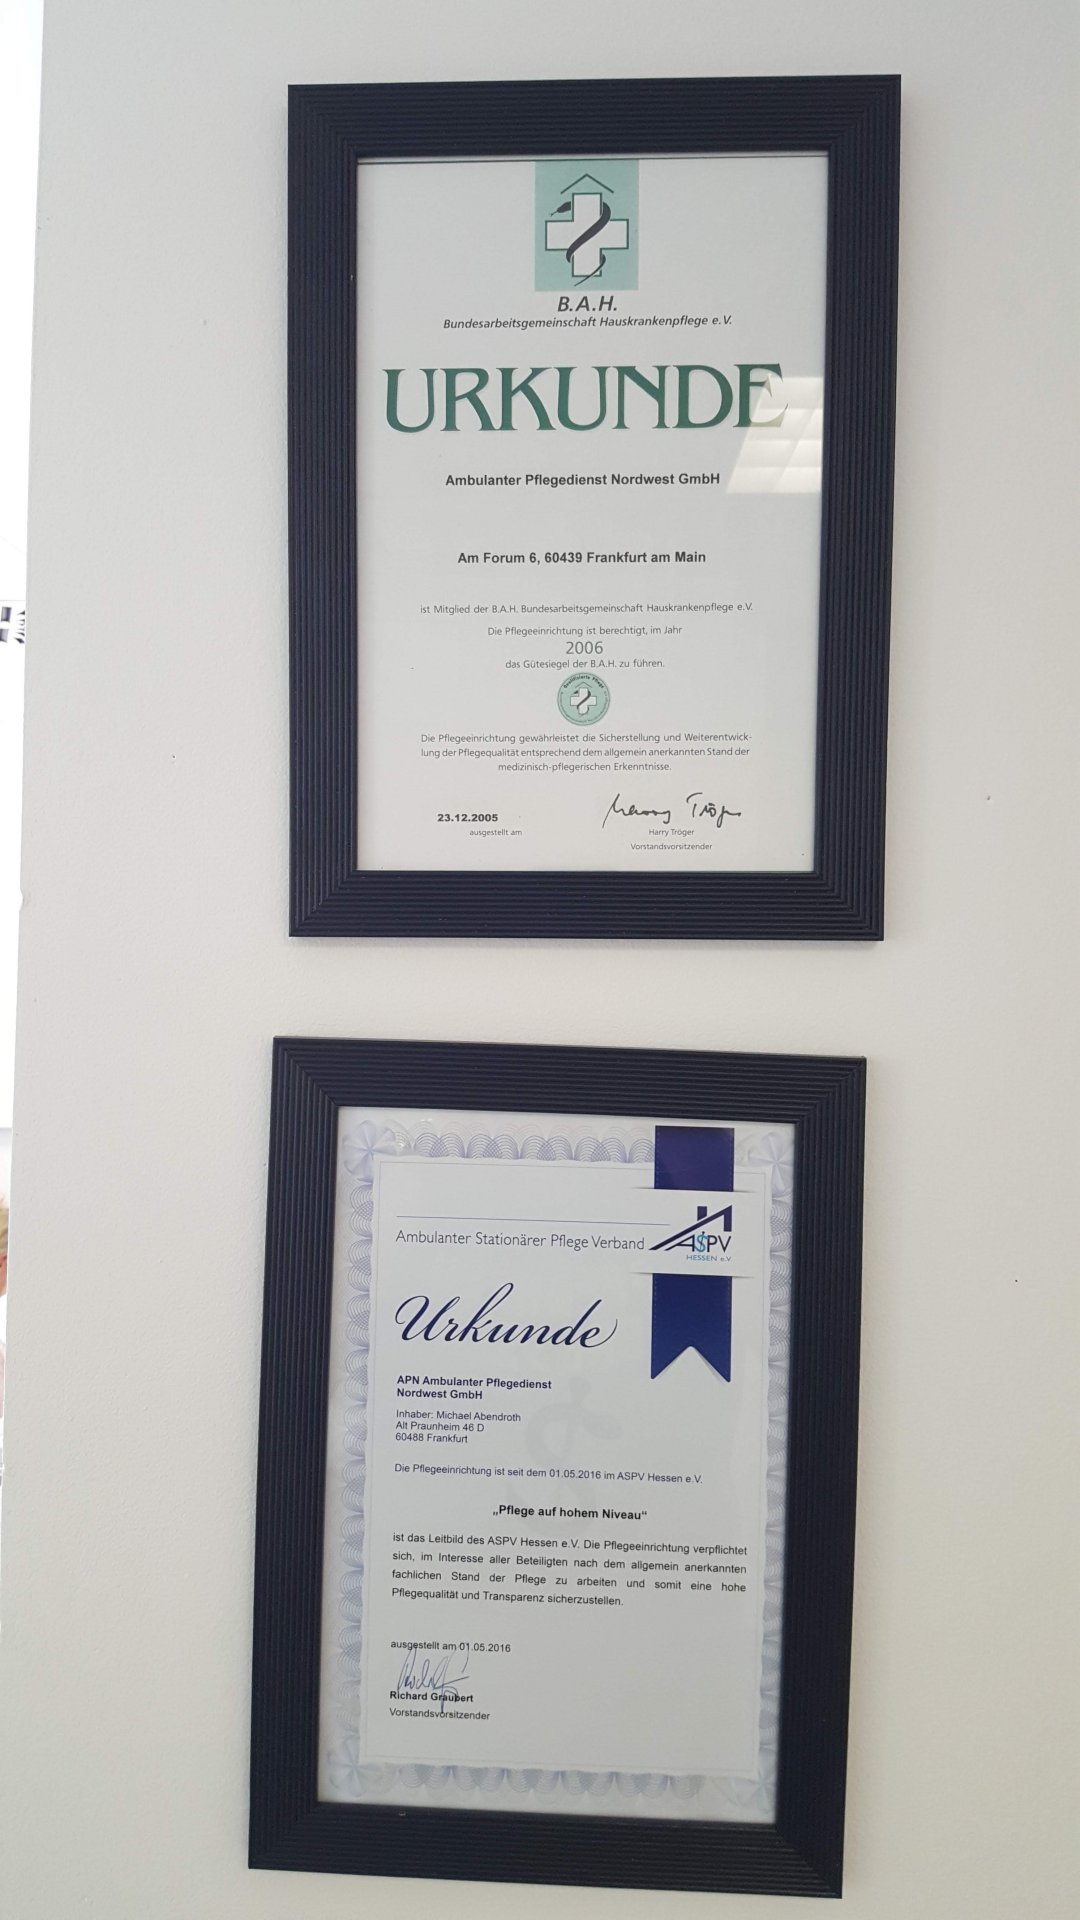 B.A.H.
Bundesarbeitsgemeinschaft Hauskrankenpflege e.V.
URKUNDE
Ambulanter Pflegedienst Nordwest GmbH
Am Forum 6, 60439 Frankfurt am Main
ist Mitglied der B.A.H. Bundesarbeitsgemeinschaft Hauskrankenpflege e.V.
Die Pflegeeinrichtung ist berechtigt, im Jahr
2006
das Gütesiegel der B.A.H. zu führen.
Qualifizierte Pflege
Die Pflegeeinrichtung gewährleistet die Sicherstellung und Weiterentwick-
lung der Pflegequalität entsprechend dem allgemein anerkannten Stand der
medizinisch-pflegerischen Erkenntnisse.
23.12.2005
ausgestellt am
Harry Tröger
Harry Tröger
Vorstandsvorsitzender
Ambulanter Stationärer Pflege Verband
ASPV
HESSEN e.V.
Urkunde
APN Ambulanter Pflegedienst
Nordwest GmbH
Inhaber: Michael Abendroth
Alt Praunheim 46 D
60488 Frankfurt
Die Pflegeeinrichtung ist seit dem 01.05.2016 im ASPV Hessen e.V.
„Pflege auf hohem Niveau“
ist das Leitbild des ASPV Hessen e.V. Die Pflegeeinrichtung verpflichtet
sich, im Interesse aller Beteiligten nach dem allgemein anerkannten
fachlichen Stand der Pflege zu arbeiten und somit eine hohe
Pflegequalität und Transparenz sicherzustellen.
ausgestellt am 01.05.2016
Richard Graupert
Vorstandsvorsitzender